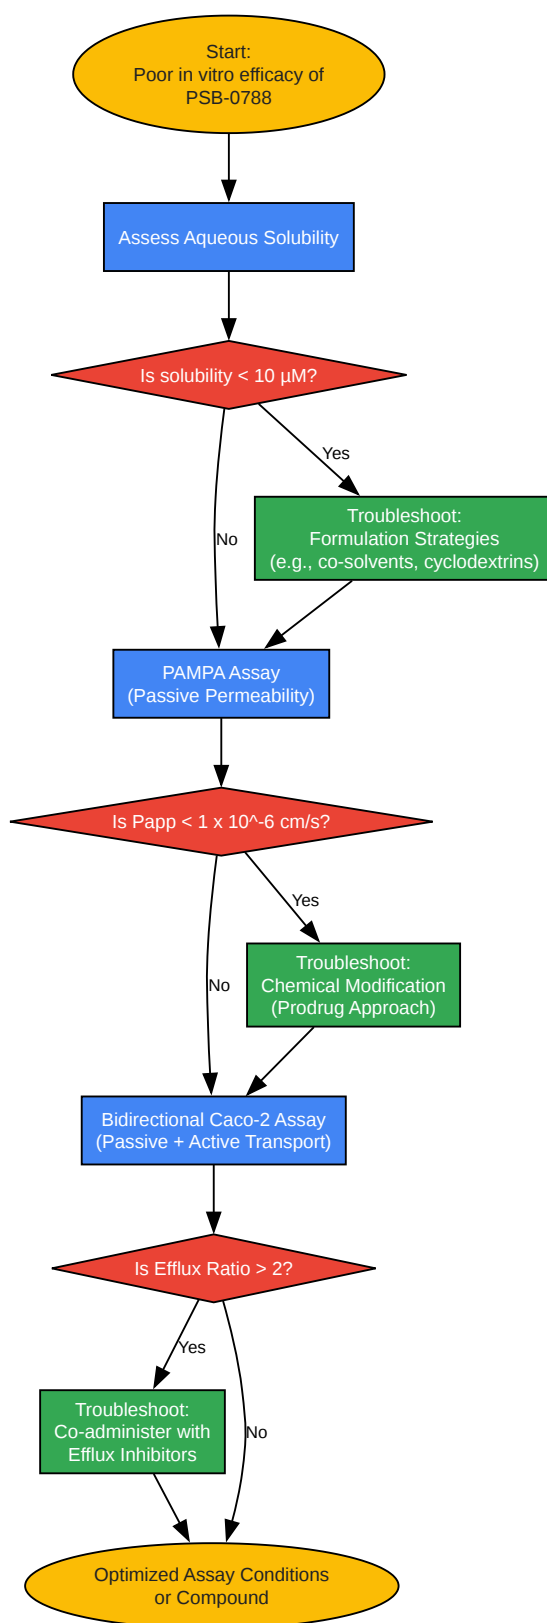 Start:
Poor in vitro efficacy of
PSB-0788
Assess Aqueous Solubility
Is solubility < 10 µM?
Yes
No
Troubleshoot:
Formulation Strategies
(e.g., co-solvents, cyclodextrins)
PAMPA Assay
(Passive Permeability)
Is Papp < 1 x 10^-6 cm/s?
Yes
No
Troubleshoot:
Chemical Modification
(Prodrug Approach)
Bidirectional Caco-2 Assay
(Passive + Active Transport)
Is Efflux Ratio > 2?
Yes
No
Troubleshoot:
Co-administer with
Efflux Inhibitors
Optimized Assay Conditions
or Compound